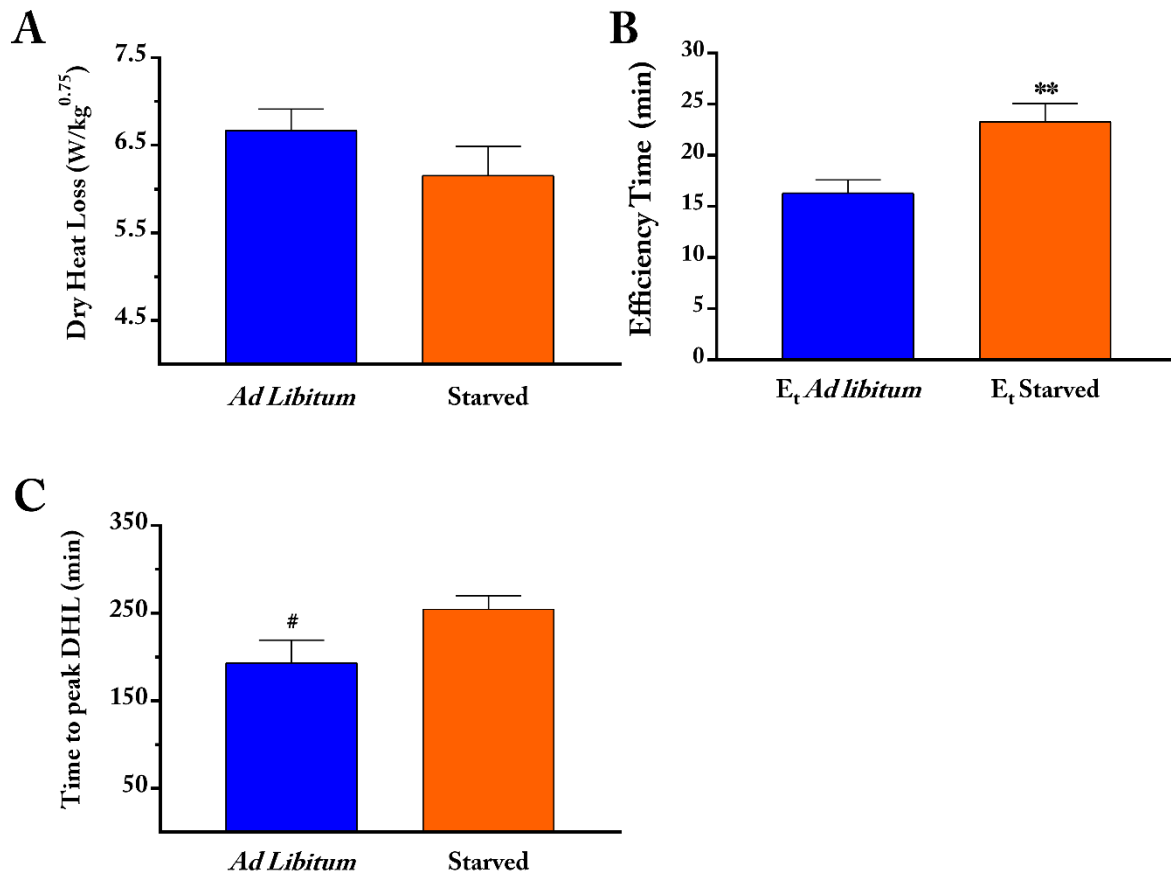 A
Dry Heat Loss (W/kg^0.75)
7.5
6.5
5.5
4.5
Ad Libitum Starved
B
Efficiency Time (min)
30
25
20
15
10
5
0
**
Et Ad libitum Et Starved
C
Time to peak DHL (min)
350
250
150
50
#
Ad Libitum Starved